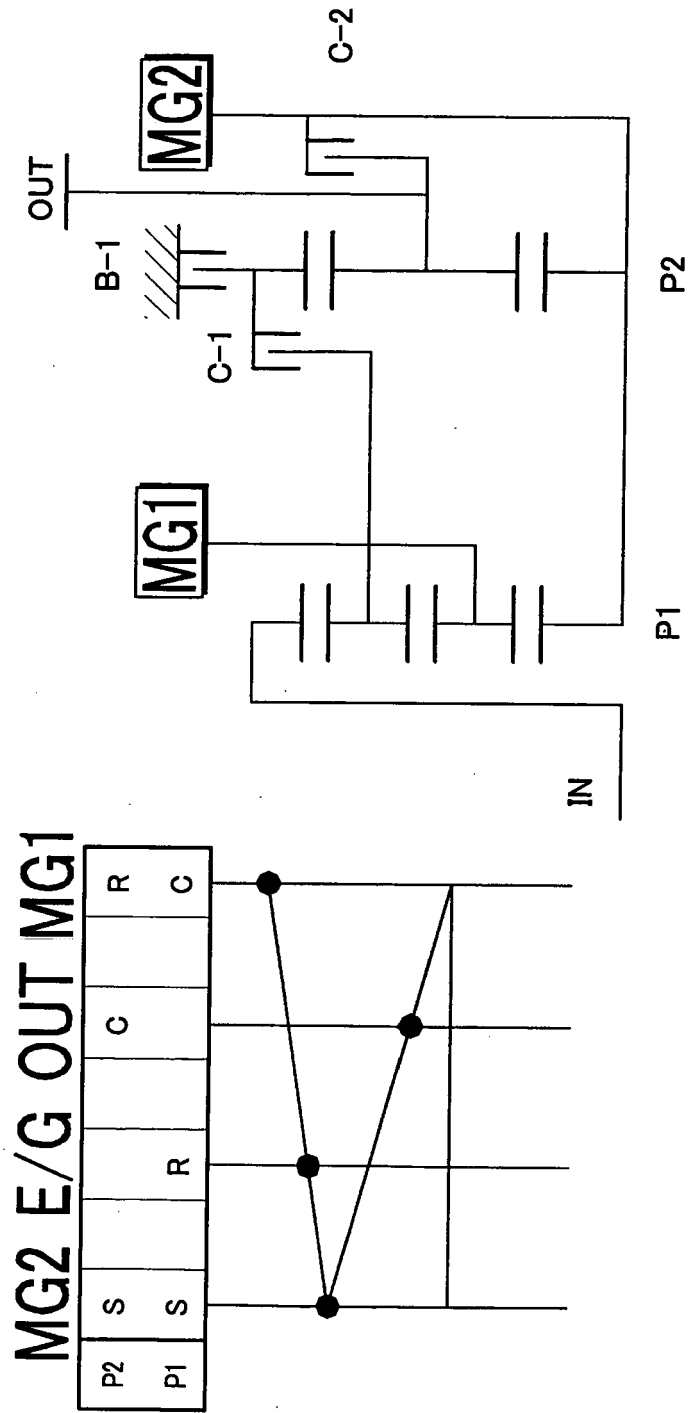 MG2 E/G OUT MG1
P2 S C R
P1 S R C
OUT
B-1
MG2
C-2
C-1
MG1
IN
P1
P2